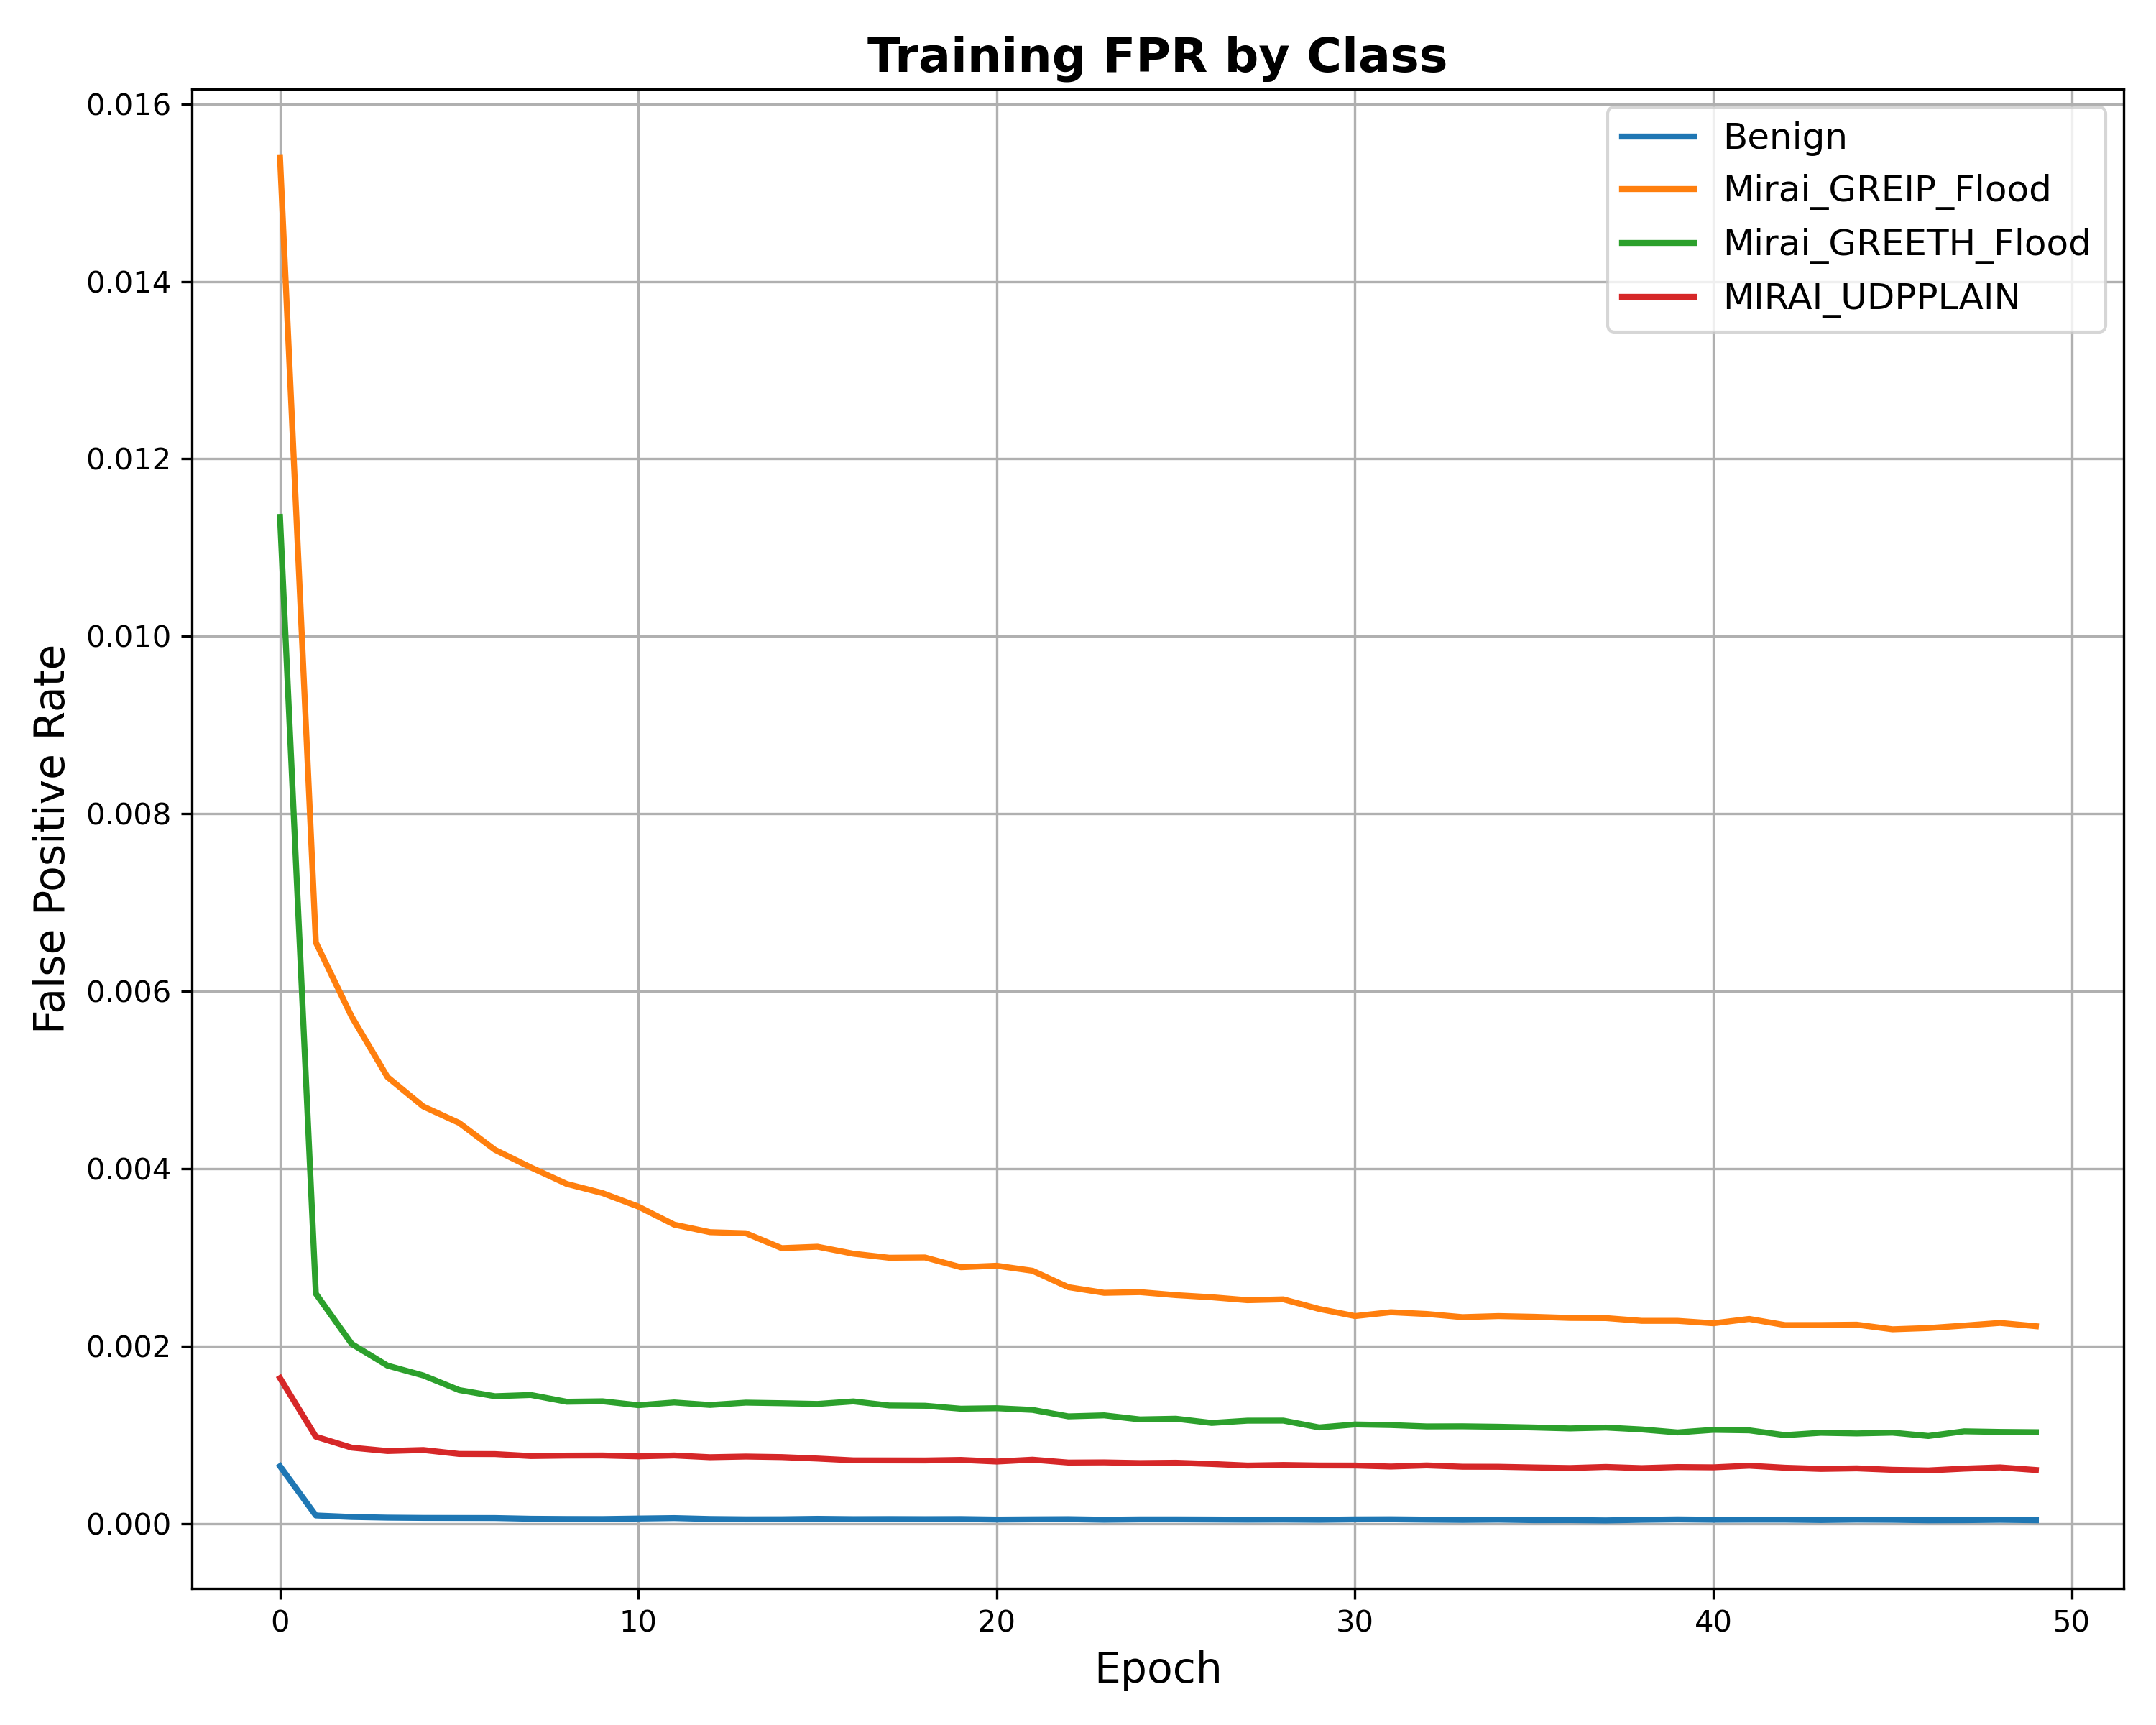 Training FPR by Class
0.016
0.014
0.012
0.010
0.008
0.006
0.004
0.002
0.000
False Positive Rate
Benign
Mirai_GREIP_Flood
Mirai_GREETH_Flood
MIRAI_UDPPLAIN
0 10 20 30 40 50
Epoch